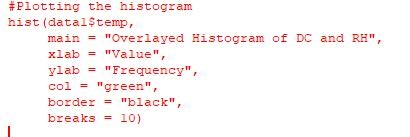 #Plotting the histogram
hist(data1$temp,
main = "Overlayed Histogram of DC and RH",
xlab = "Value",
ylab = "Frequency",
col = "green",
border = "black",
breaks = 10)